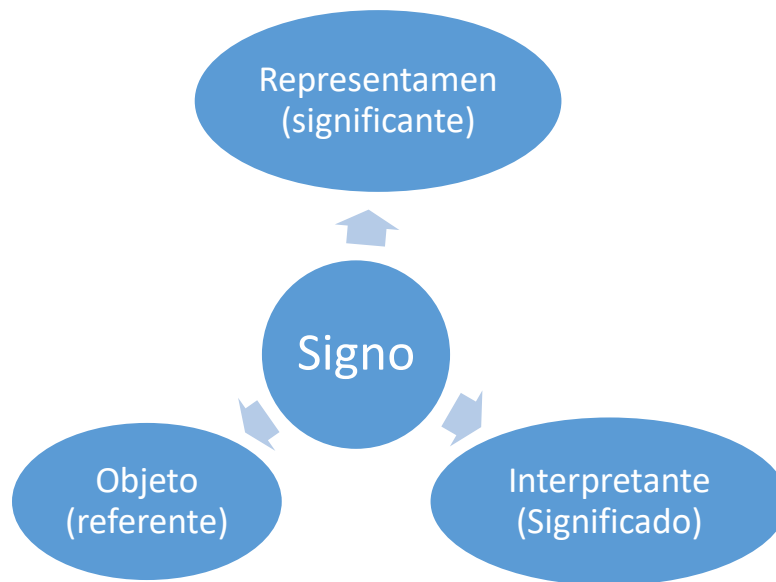 Representamen
(significante)
Signo
Objeto
(referente)
Interpretante
(Significado)